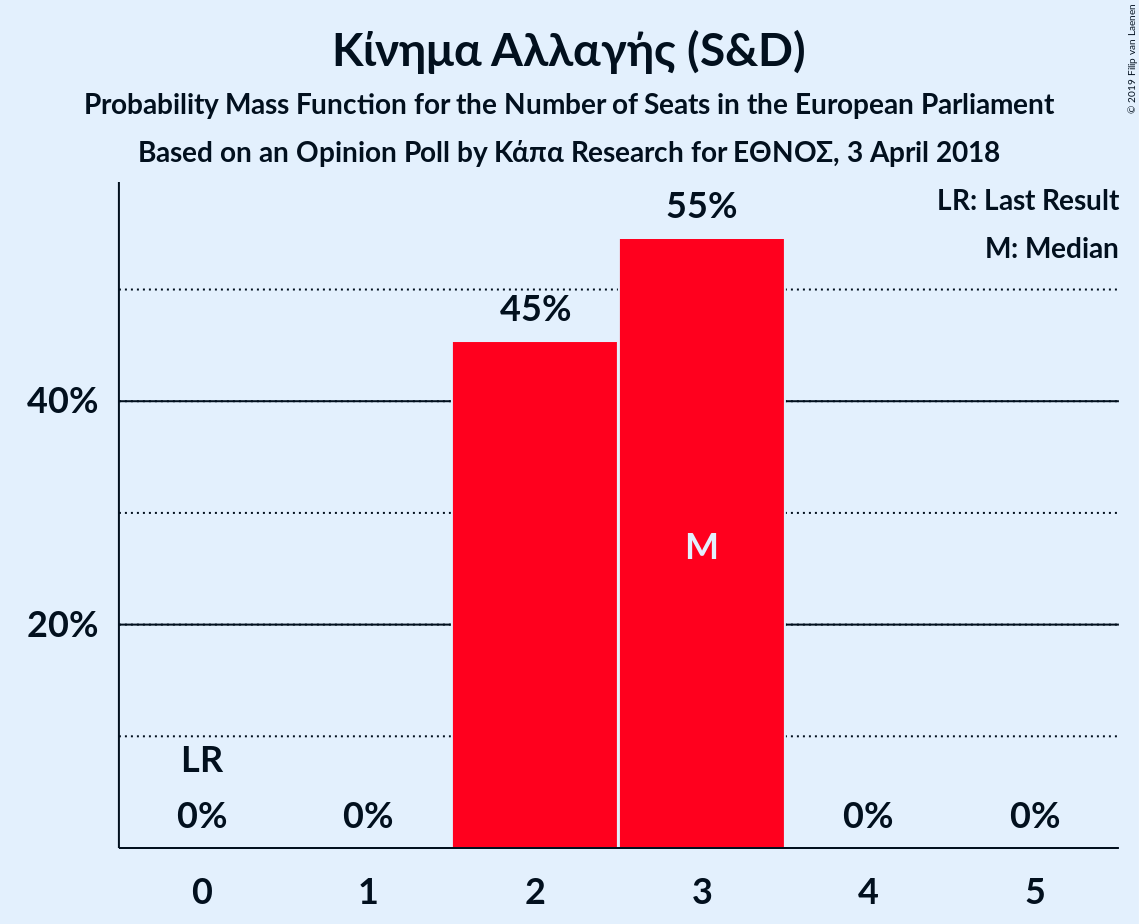 Κίνημα Αλλαγής (S&D)
Probability Mass Function for the Number of Seats in the European Parliament
Based on an Opinion Poll by Κάπα Research for ΕΘΝΟΣ, 3 April 2018
© 2019 Filip van Laenen
LR: Last Result
M: Median
55%
45%
40%
M
20%
LR
0%
0%
0%
0%
0
1
2
3
4
5